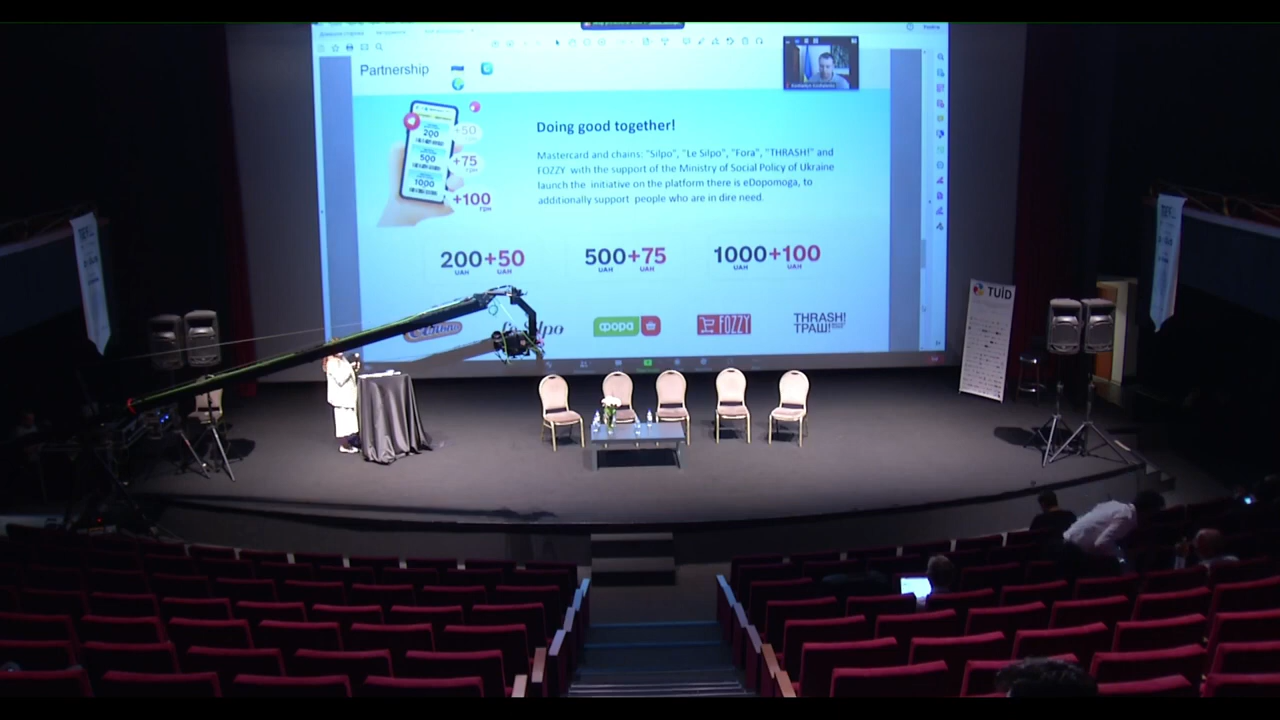 Partnership
200
500
1000
+50
+75
грн
+100
грн
Doing good together!
Mastercard and chains: "Silpo", "Le Silpo", "Fora", "THRASH!" and
FOZZY with the support of the Ministry of Social Policy of Ukraine
launch the initiative on the platform there is eDopomoga, to
additionally support people who are in dire need.
200+50
UAH UAH
500+75
UAH UAH
1000+100
UAH UAH
Le Silpo
фора
FOZZY
THRASH!
ТРАШ!
TUID